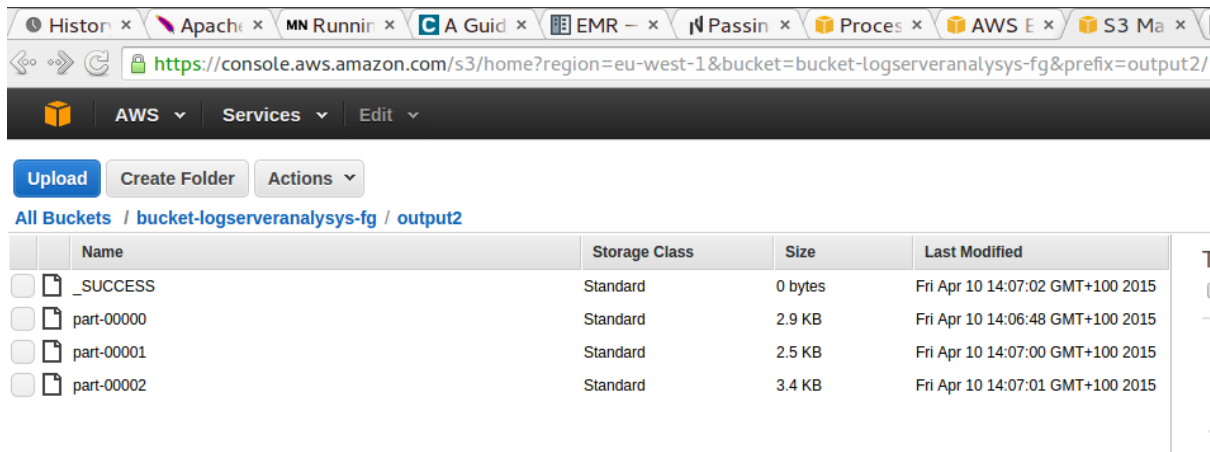 Histor Apache MN Runnin C A Guid EMR – Passin Proces AWS E S3 Ma
https://console.aws.amazon.com/s3/home?region=eu-west-1&bucket=bucket-logserveranalysys-fg&prefix=output2/
AWS Services Edit
Upload Create Folder Actions
All Buckets / bucket-logserveranalysys-fg / output2
Name Storage Class Size Last Modified
_SUCCESS Standard 0 bytes Fri Apr 10 14:07:02 GMT+100 2015
part-00000 Standard 2.9 KB Fri Apr 10 14:06:48 GMT+100 2015
part-00001 Standard 2.5 KB Fri Apr 10 14:07:00 GMT+100 2015
part-00002 Standard 3.4 KB Fri Apr 10 14:07:01 GMT+100 2015